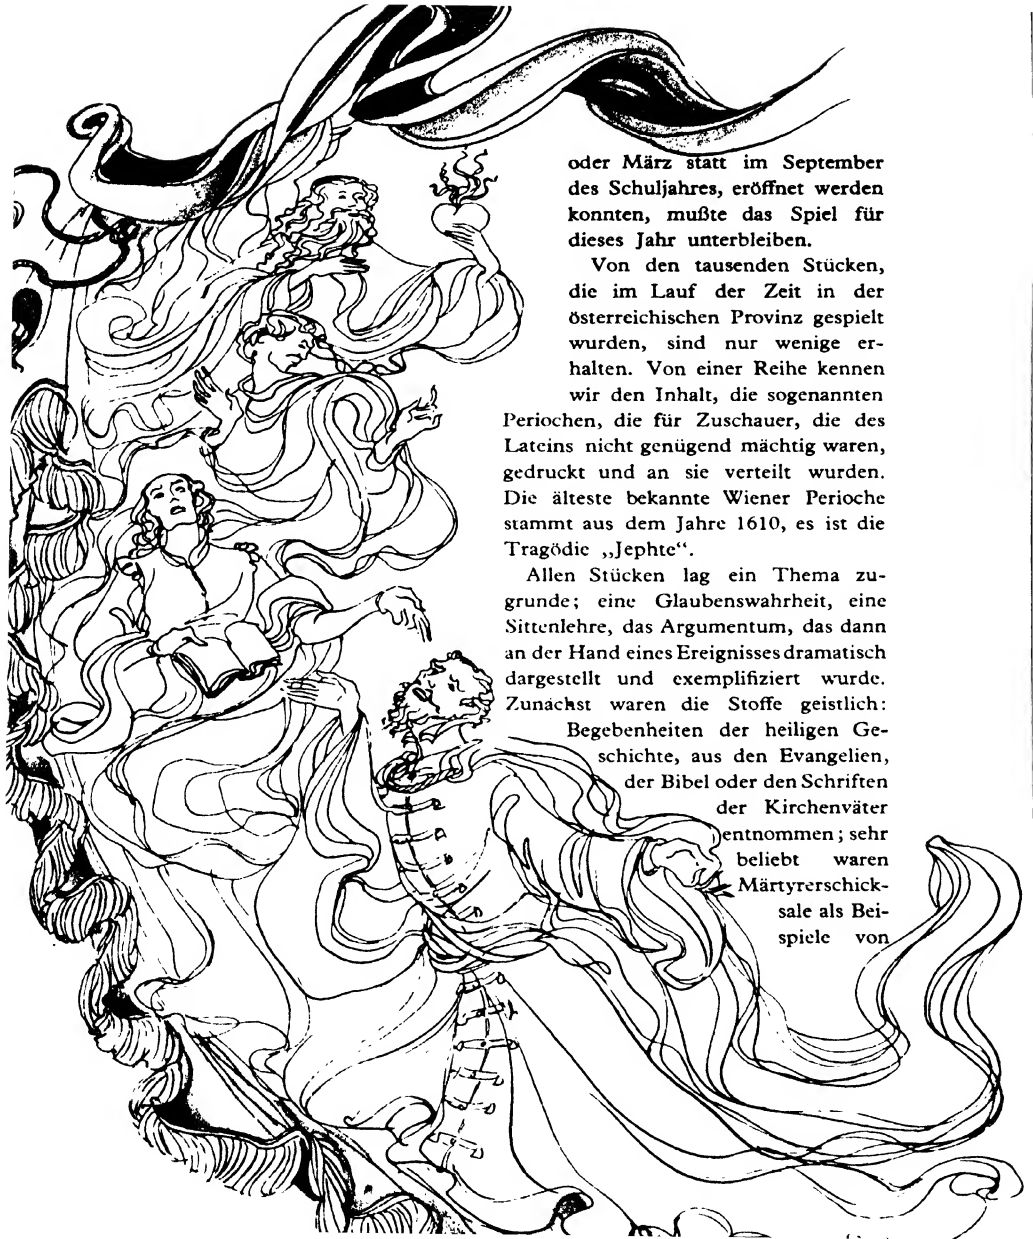 oder März statt im September
des Schuljahres, eröffnet werden
konnten, mußte das Spiel für
dieses Jahr unterbleiben.
Von den tausenden Stücken,
die im Lauf der Zeit in der
österreichischen Provinz gespielt
wurden, sind nur wenige er-
halten. Von einer Reihe kennen
wir den Inhalt, die sogenannten
Periochen, die für Zuschauer, die des
Lateins nicht genügend mächtig waren,
gedruckt und an sie verteilt wurden.
Die älteste bekannte Wiener Perioche
stammt aus dem Jahre 1610, es ist die
Tragödie „Jephte“.
Allen Stücken lag ein Thema zu-
grunde; eine Glaubenswahrheit, eine
Sittenlehre, das Argumentum, das dann
an der Hand eines Ereignisses dramatisch
dargestellt und exemplifiziert wurde.
Zunächst waren die Stoffe geistlich:
Begebenheiten der heiligen Ge-
schichte, aus den Evangelien,
der Bibel oder den Schriften
der Kirchenväter
entnommen; sehr
beliebt waren
Märtyrerschick-
sale als Bei-
spiele von